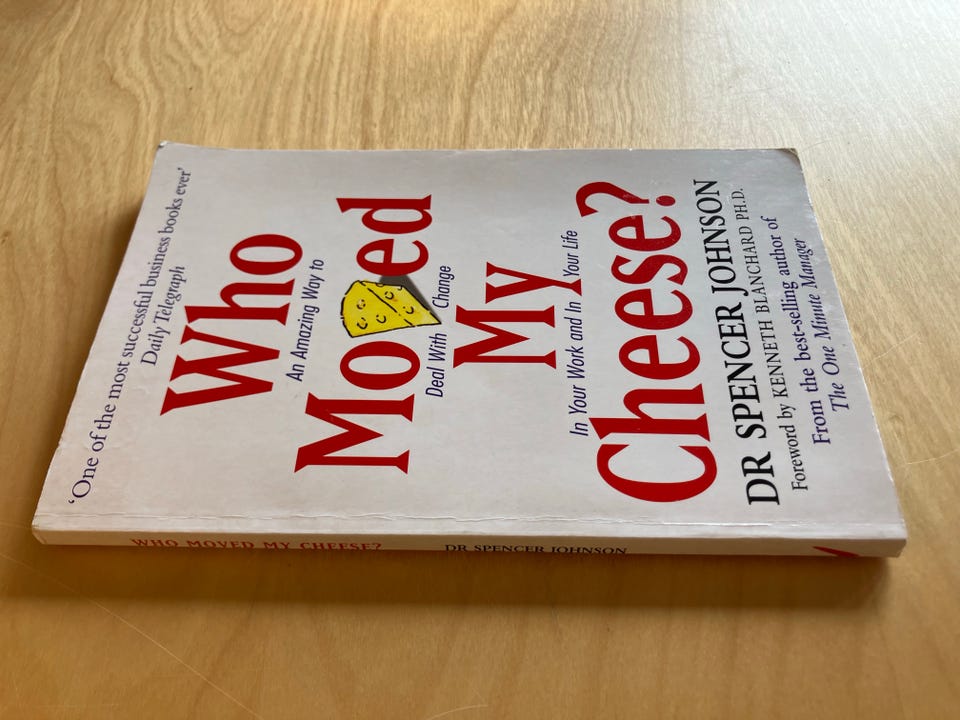 ‘One of the most successful business books ever’
Daily Telegraph
Who
An Amazing Way to
Moved
Deal With Change
My
In Your Work and In Your Life
Cheese?
DR SPENCER JOHNSON
Foreword by KENNETH BLANCHARD PH.D.
From the best-selling author of
The One Minute Manager
WHO MOVED MY CHEESE? DR SPENCER JOHNSON